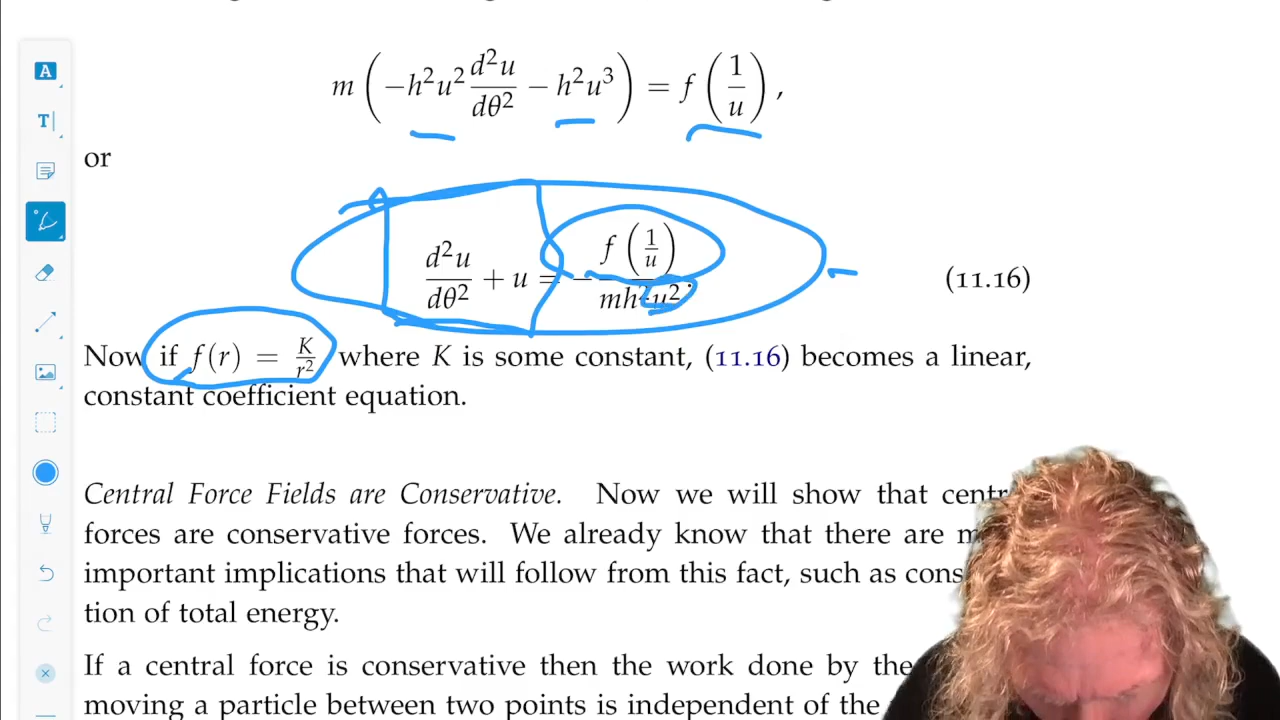 m ( −h²u² d²u/dθ² − h²u³ ) = f ( 1/u ) ,
or
d²u/dθ² + u = − f ( 1/u ) / mh²u² . (11.16)
Now if f(r) = K/r² where K is some constant, (11.16) becomes a linear,
constant coefficient equation.
Central Force Fields are Conservative. Now we will show that
forces are conservative forces. We already know that there are
important implications that will follow from this fact, such as
tion of total energy.
If a central force is conservative then the work done by the
moving a particle between two points is independent of the